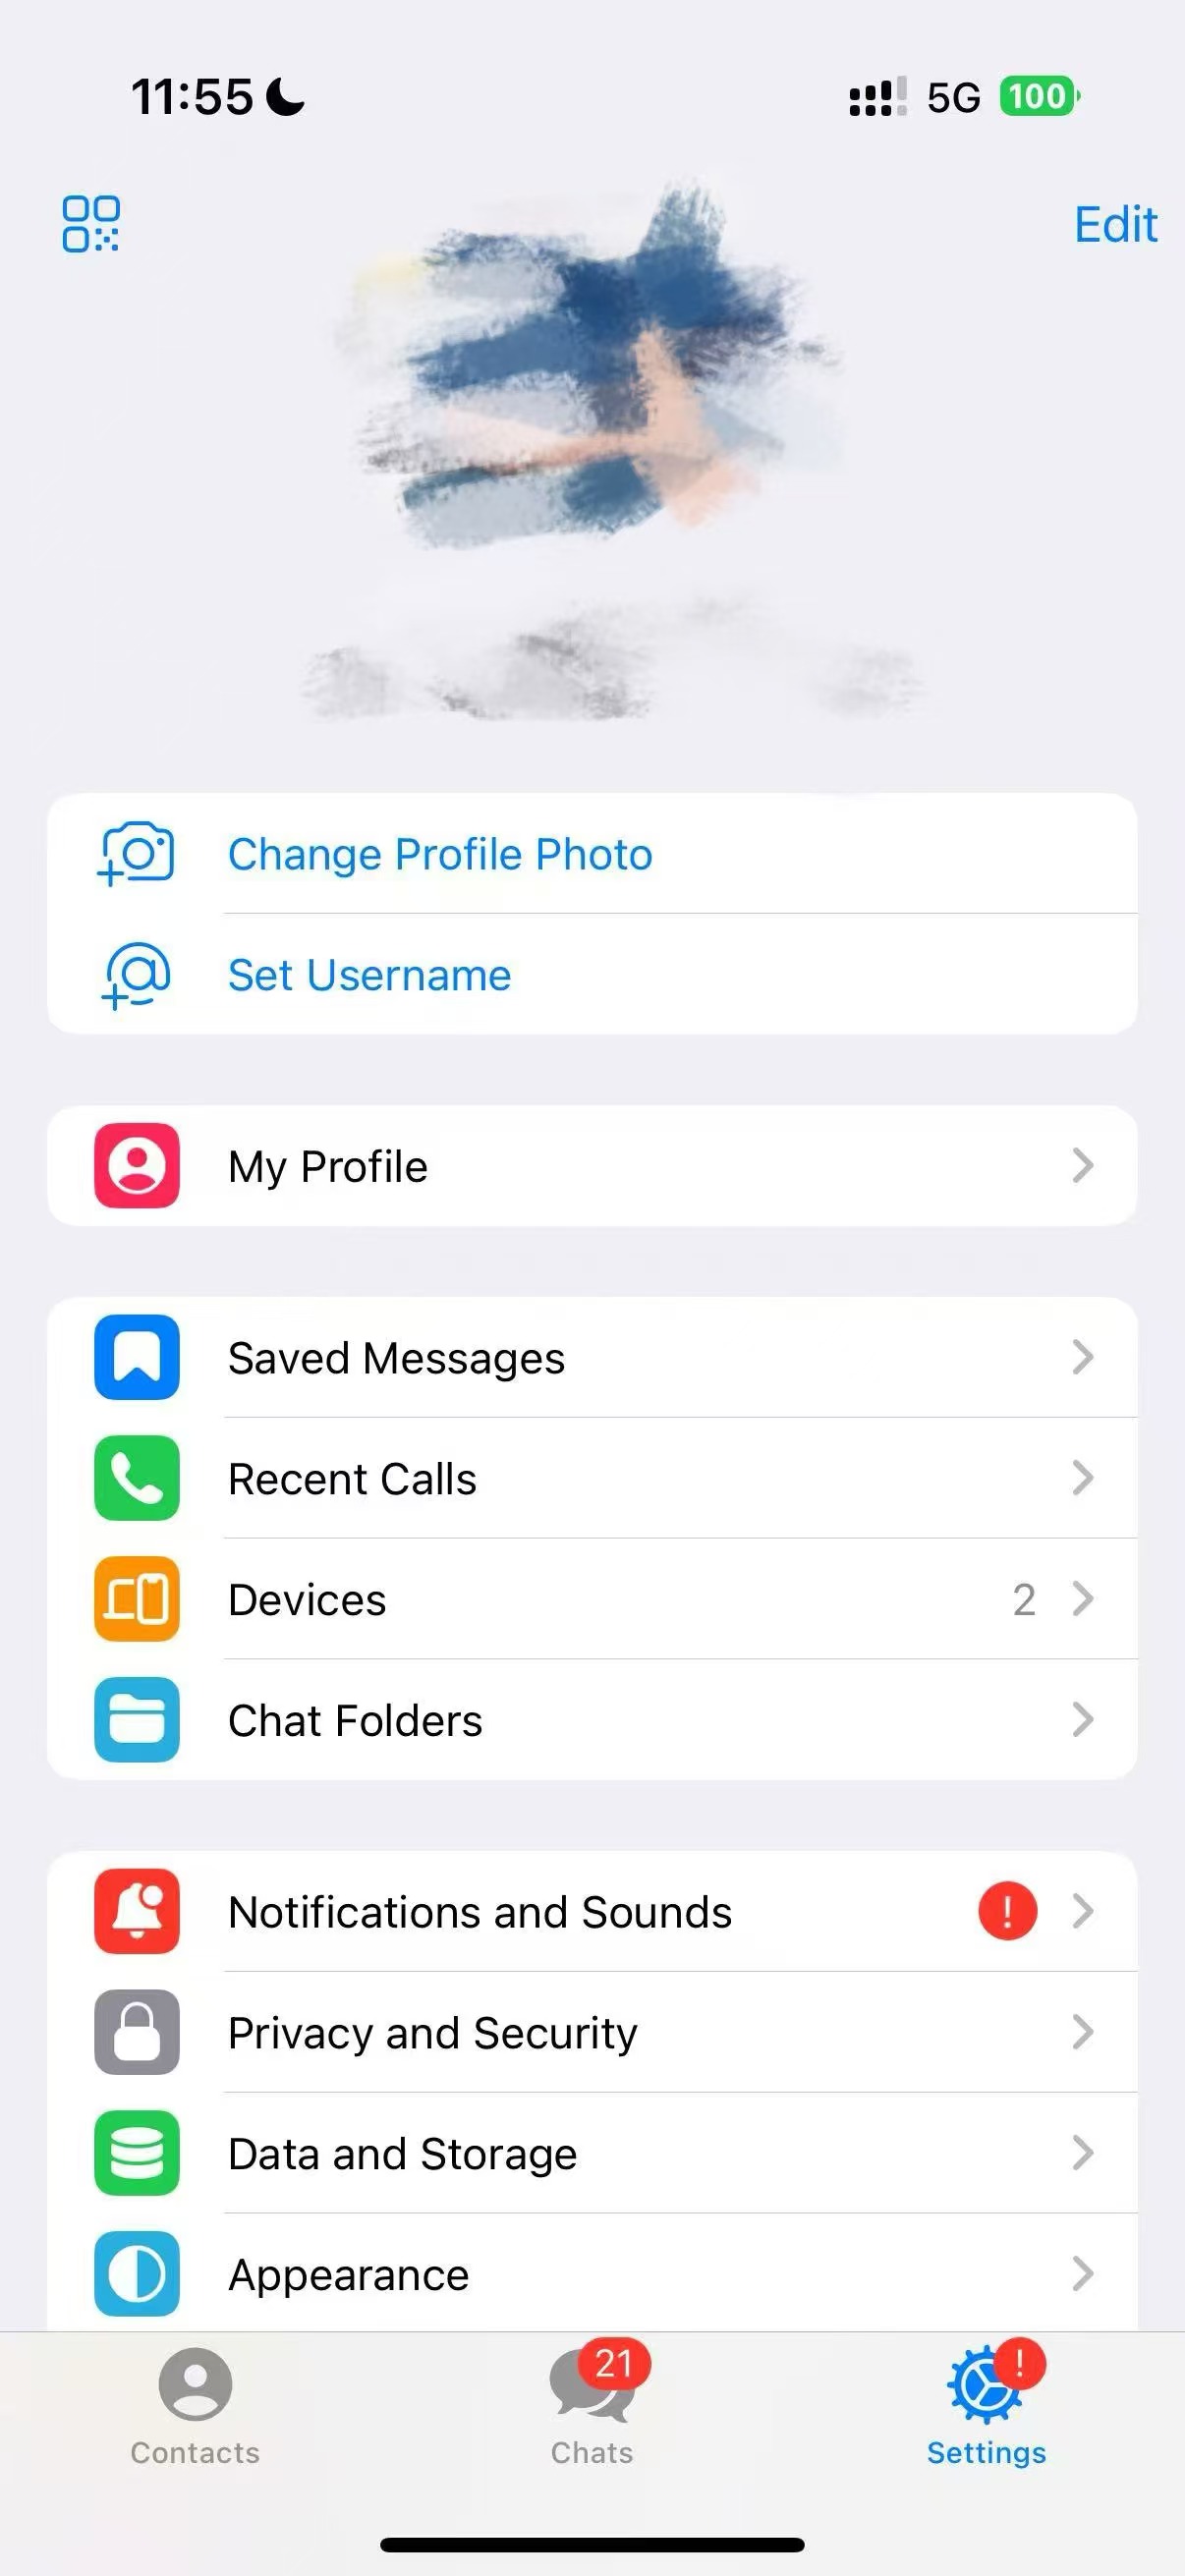 11:55 5G 100
Edit
Change Profile Photo
Set Username
My Profile
Saved Messages
Recent Calls
Devices 2
Chat Folders
Notifications and Sounds !
Privacy and Security
Data and Storage
Appearance
21 !
Contacts Chats Settings